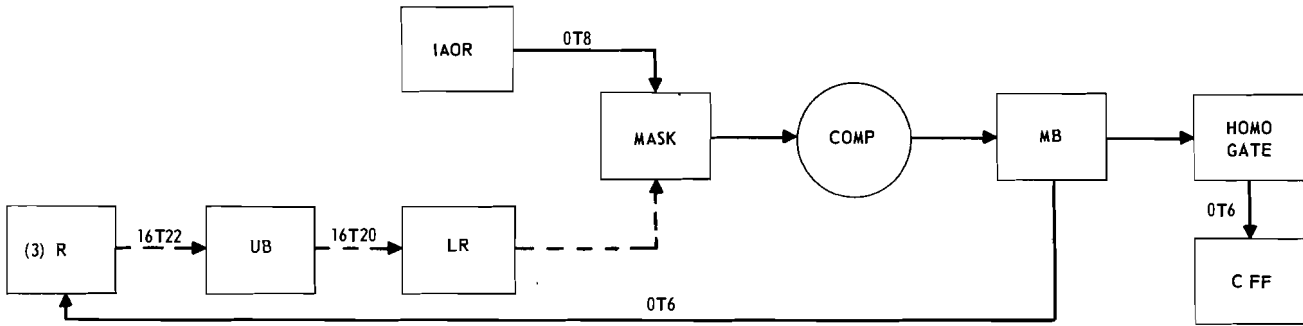 IAOR
0T8
MASK
COMP
MB
HOMO
GATE
0T6
C FF
(3) R
16T22
UB
16T20
LR
0T6